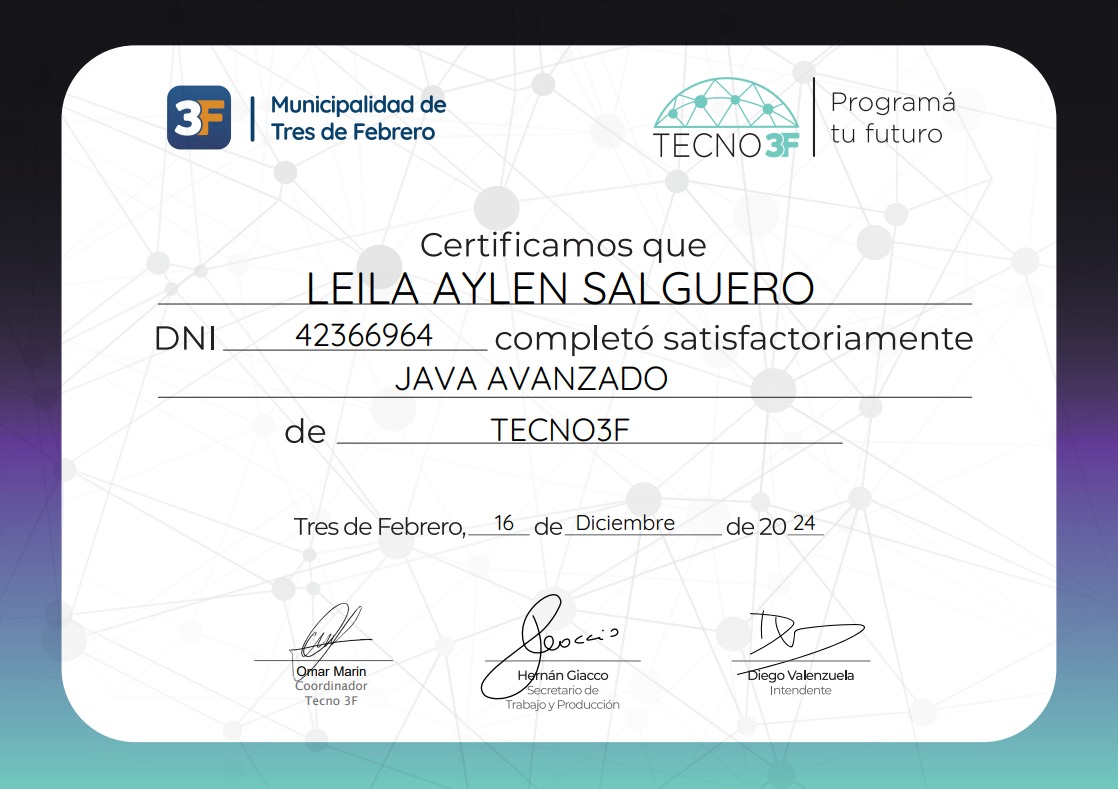 3F
Municipalidad de
Tres de Febrero
TECNO3F
Programá
tu futuro
Certificamos que
LEILA AYLEN SALGUERO
DNI 42366964 completó satisfactoriamente
JAVA AVANZADO
de TECNO3F
Tres de Febrero, 16 de Diciembre de 20 24
Omar Marin
Coordinador
Tecno 3F
Hernán Giacco
Secretario de
Trabajo y Producción
Diego Valenzuela
Intendente